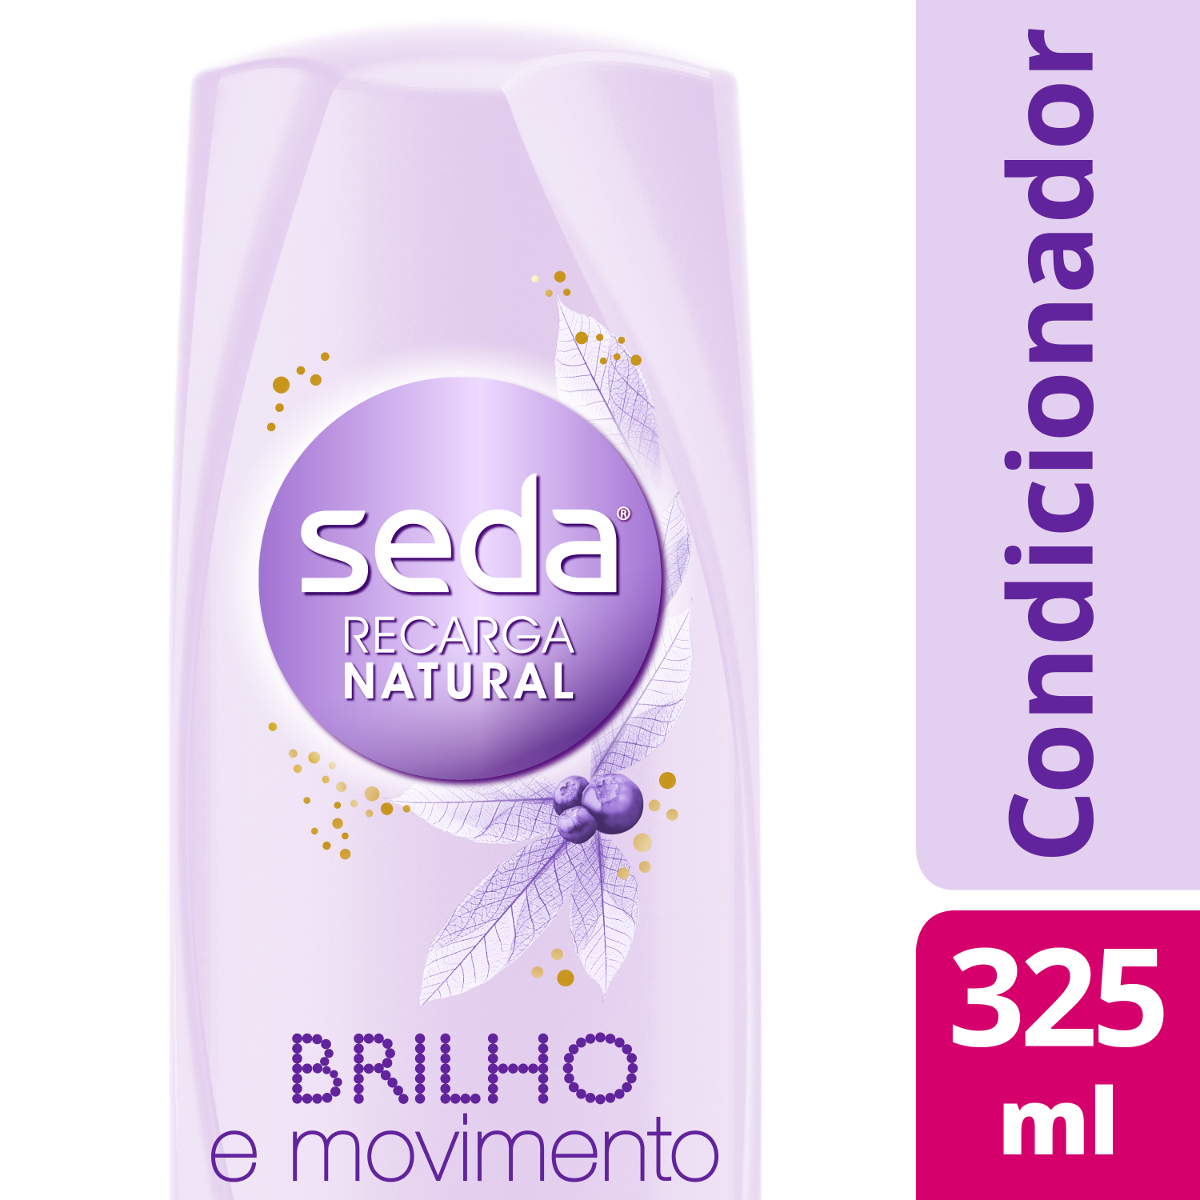 seda®
RECARGA
NATURAL
BRILHO
e movimento
Condicionador
325
ml